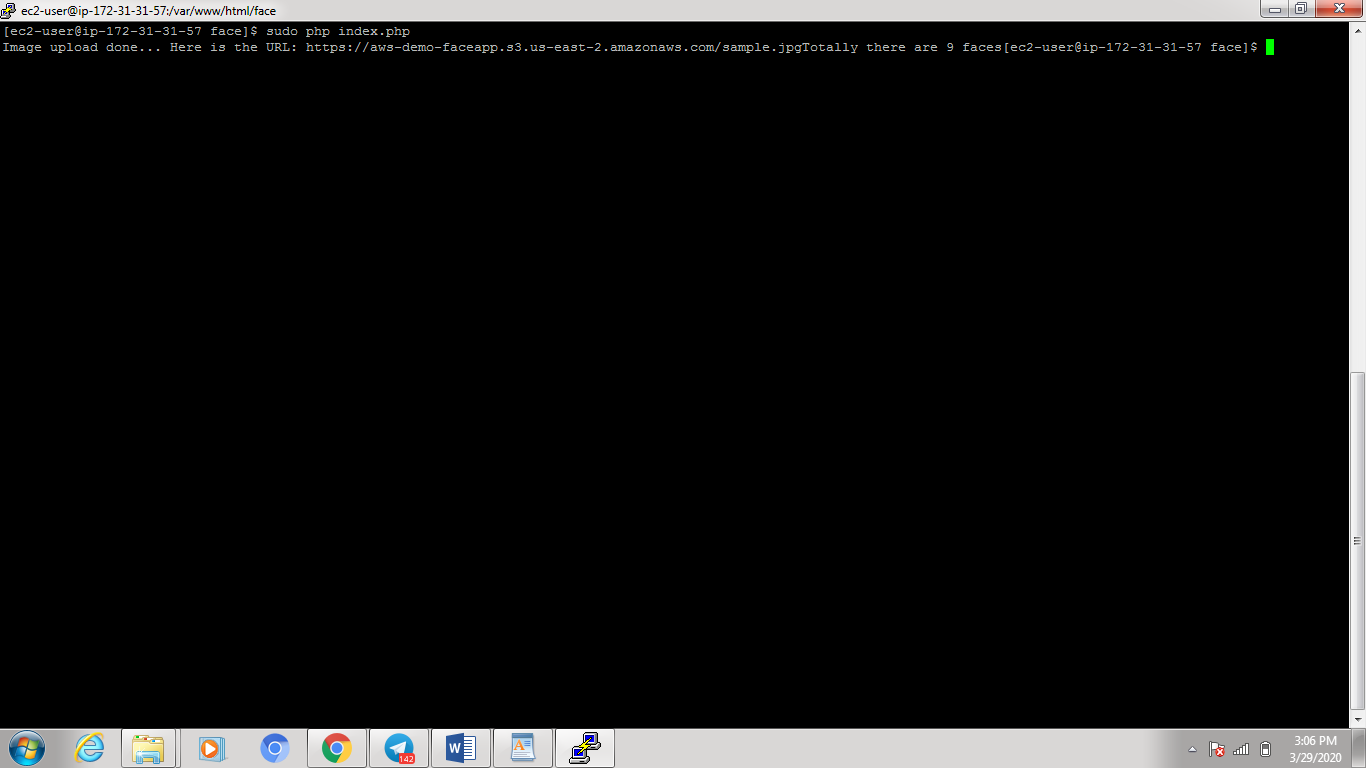 ec2-user@ip-172-31-31-57:/var/www/html/face
[ec2-user@ip-172-31-31-57 face]$ sudo php index.php
Image upload done... Here is the URL: https://aws-demo-faceapp.s3.us-east-2.amazonaws.com/sample.jpgTotally there are 9 faces[ec2-user@ip-172-31-31-57 face]$
142
W
A
3:06 PM
3/29/2020